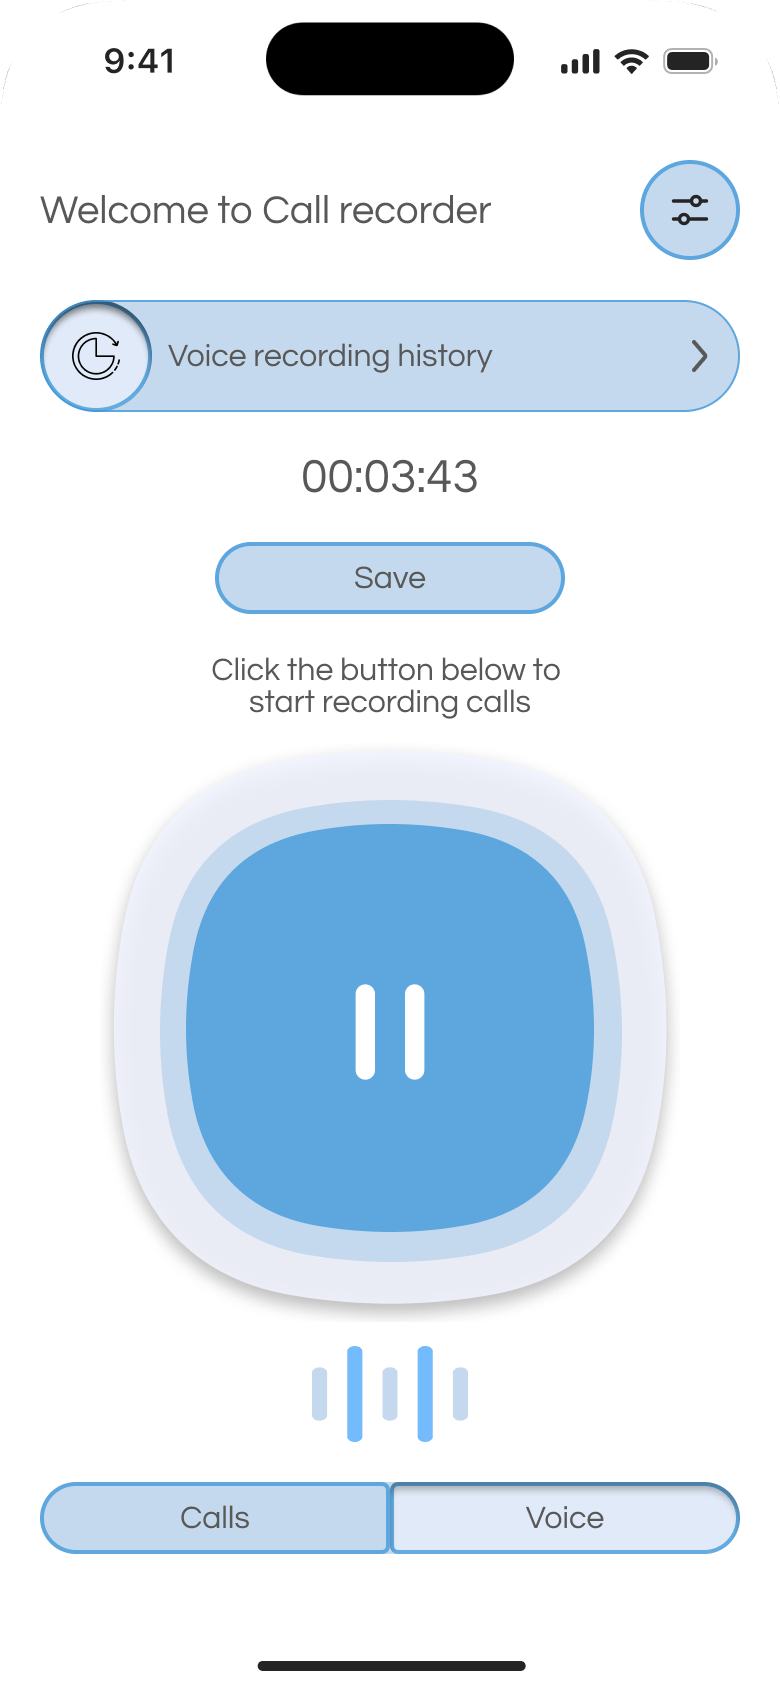 9:41
Welcome to Call recorder
Voice recording history
00:03:43
Save
Click the button below to
start recording calls
Calls
Voice